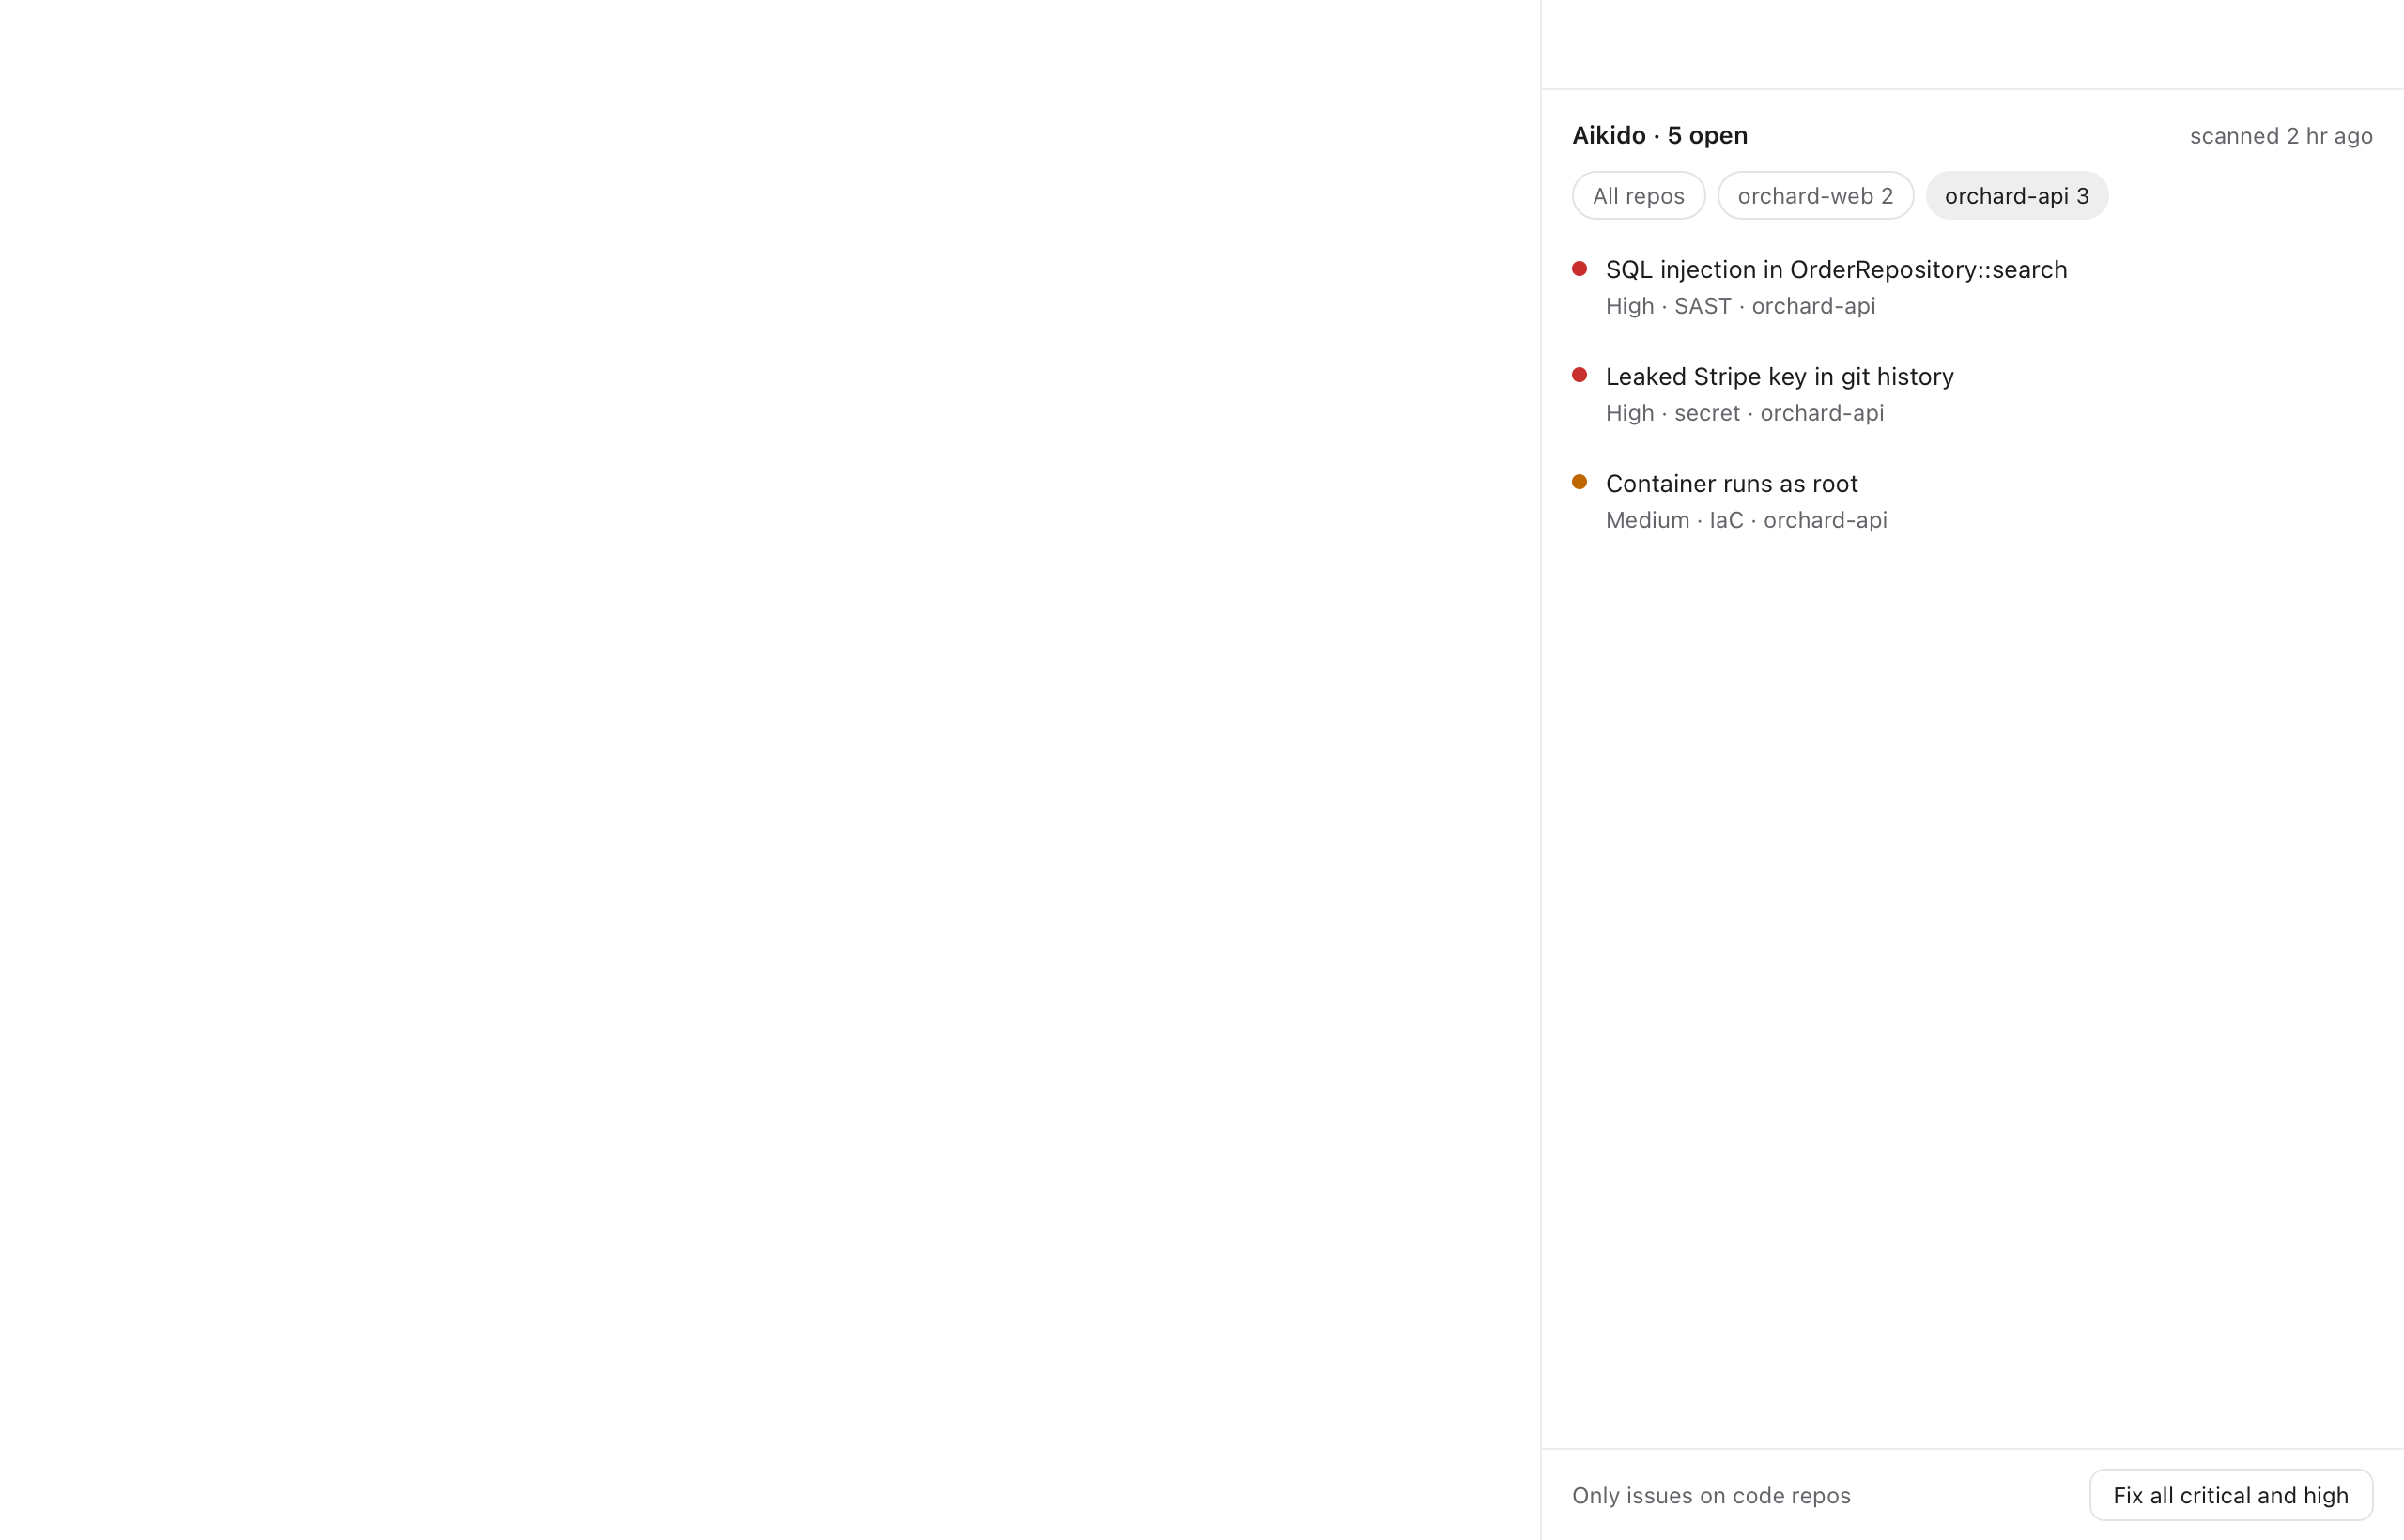 Aikido · 5 open
scanned 2 hr ago
All repos
orchard-web 2
orchard-api 3
SQL injection in OrderRepository::search
High · SAST · orchard-api
Leaked Stripe key in git history
High · secret · orchard-api
Container runs as root
Medium · IaC · orchard-api
Only issues on code repos
Fix all critical and high